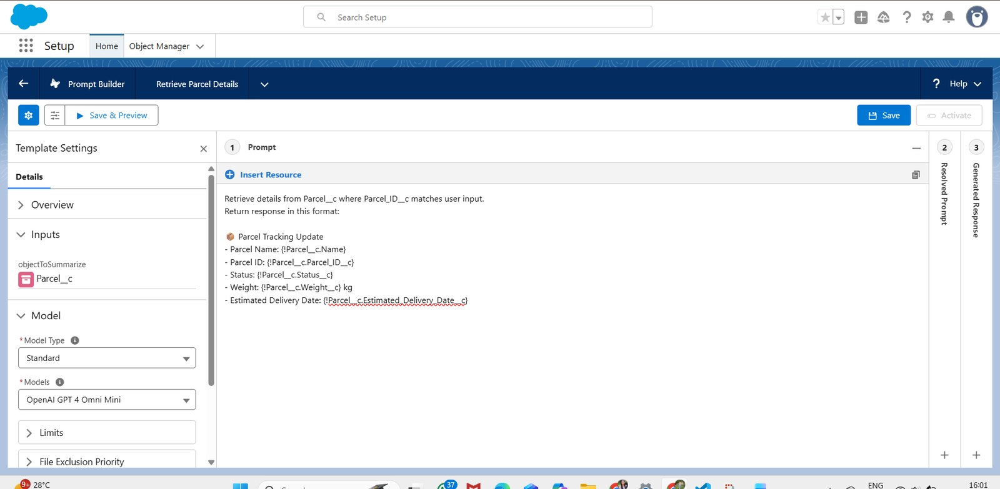 Search Setup
Setup
Home
Object Manager
Prompt Builder
Retrieve Parcel Details
? Help
Save & Preview
Save
Activate
Template Settings
Details
Overview
Inputs
objectToSummarize
Parcel__c
Model
*Model Type
Standard
*Models
OpenAI GPT 4 Omni Mini
Limits
File Exclusion Priority
1 Prompt
Insert Resource
Retrieve details from Parcel__c where Parcel_ID__c matches user input.
Return response in this format:
📦 Parcel Tracking Update
- Parcel Name: {!Parcel__c.Name}
- Parcel ID: {!Parcel__c.Parcel_ID__c}
- Status: {!Parcel__c.Status__c}
- Weight: {!Parcel__c.Weight__c} kg
- Estimated Delivery Date: {!Parcel__c.Estimated_Delivery_Date__c}
2 Resolved Prompt
3 Generated Response
9+
28°C
37
ENG
16:01